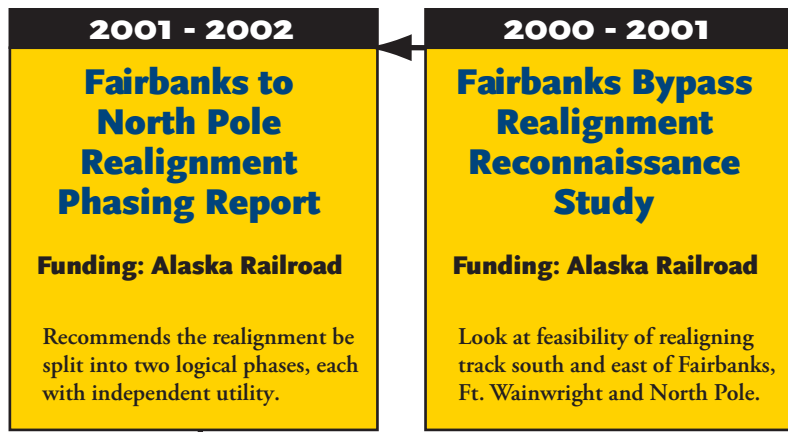 2001 - 2002
Fairbanks to
North Pole
Realignment
Phasing Report
Funding: Alaska Railroad
Recommends the realignment be
split into two logical phases, each
with independent utility.
2000 - 2001
Fairbanks Bypass
Realignment
Reconnaissance
Study
Funding: Alaska Railroad
Look at feasibility of realigning
track south and east of Fairbanks,
Ft. Wainwright and North Pole.